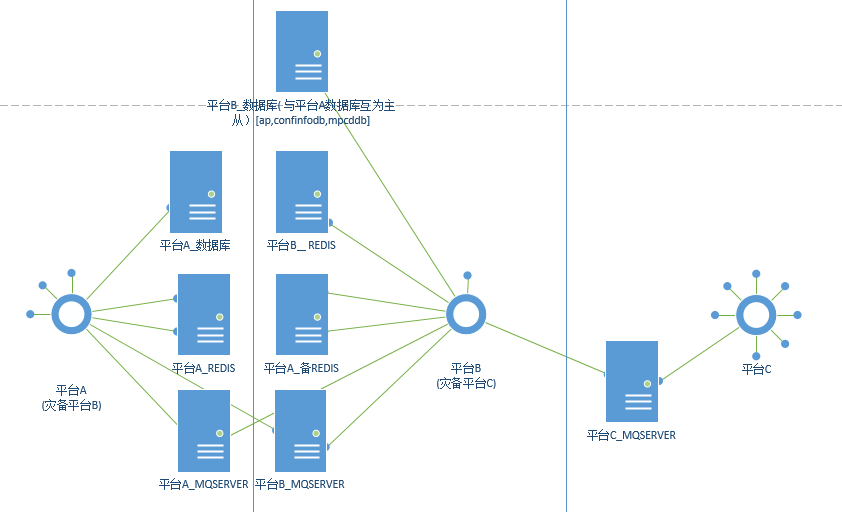 平台B_数据库( 与平台A数据库互为主
从）[ap,confinfodb,mpcddb]
平台A_数据库
平台B__ REDIS
平台A_REDIS
平台A_备REDIS
平台A
(灾备平台B)
平台B
(灾备平台C)
平台C
平台C_MQSERVER
平台A_MQSERVER
平台B_MQSERVER